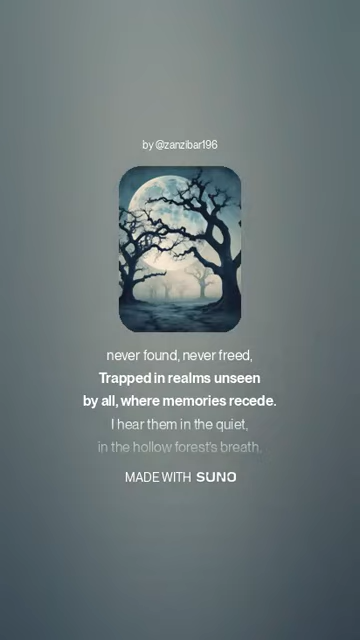 by @zanzibar196
never found, never freed,
Trapped in realms unseen
by all, where memories recede.
I hear them in the quiet,
in the hollow forest's breath.
MADE WITH SUNO